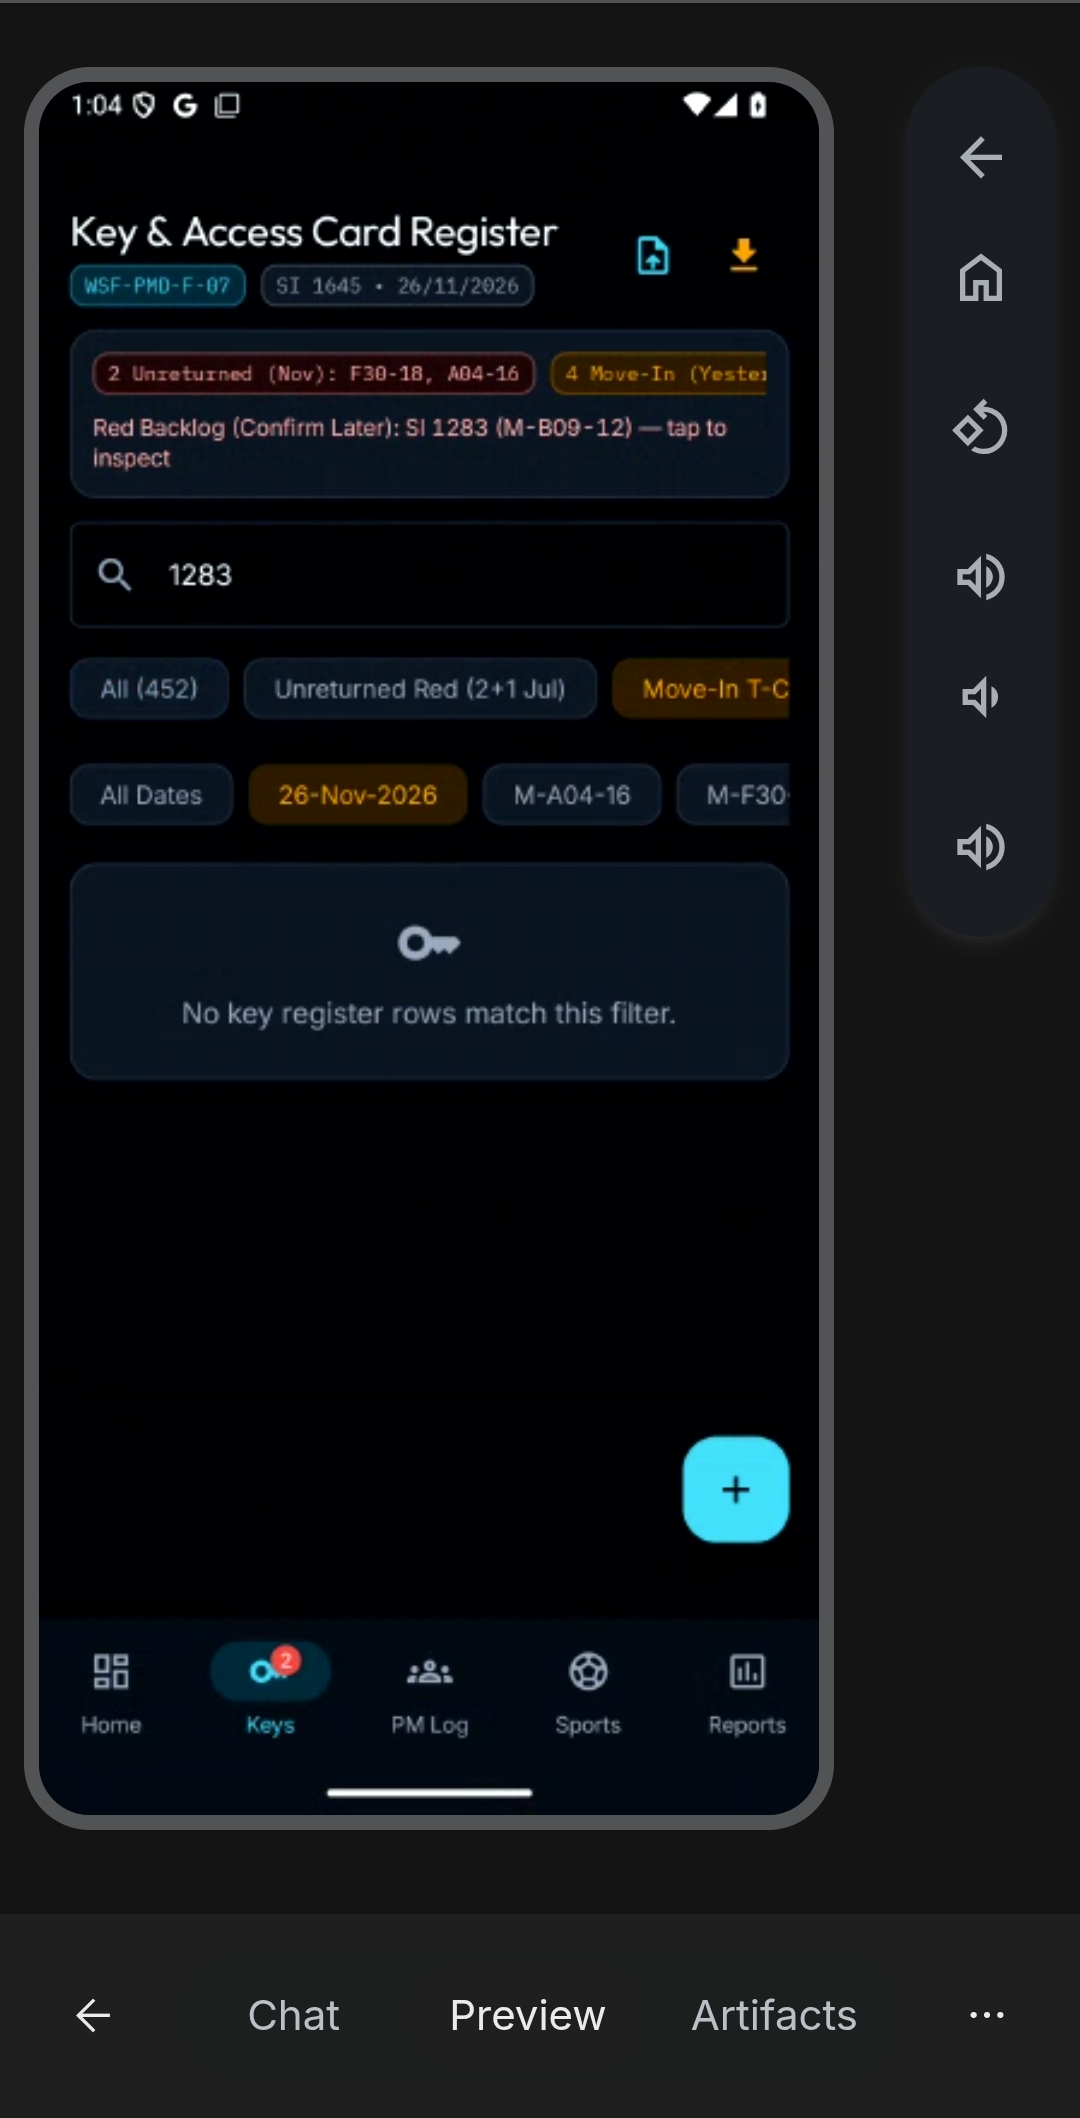 1:04
Key & Access Card Register
WSF-PMD-F-07 SI 1645 • 26/11/2026
2 Unreturned (Nov): F30-18, A04-16 4 Move-In (Yester
Red Backlog (Confirm Later): SI 1283 (M-B09-12) — tap to
inspect
1283
All (452) Unreturned Red (2+1 Jul) Move-In T-C
All Dates 26-Nov-2026 M-A04-16 M-F30-
No key register rows match this filter.
+
2
Home Keys PM Log Sports Reports
Chat Preview Artifacts